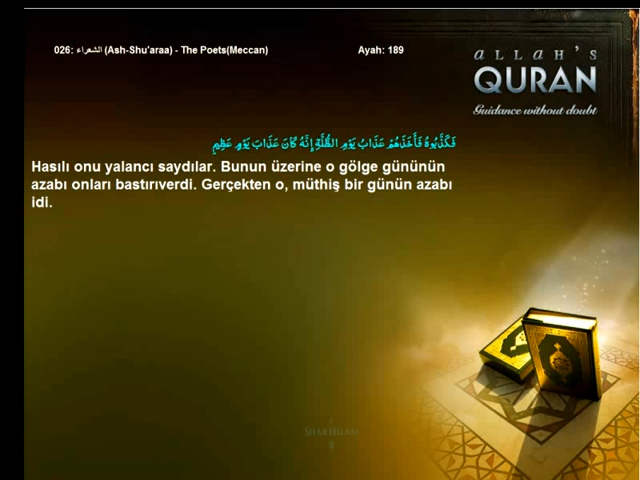 026: الشعراء (Ash-Shu'araa) - The Poets(Meccan) Ayah: 189
ALLAH'S
QURAN
Guidance without doubt
فَكَذَّبُوهُ فَأَخَذَهُمْ عَذَابُ يَوْمِ الظُّلَّةِ إِنَّهُ كَانَ عَذَابَ يَوْمٍ عَظِيمٍ
Hasılı onu yalancı saydılar. Bunun üzerine o gölge gününün
azabı onları bastırıverdi. Gerçekten o, müthiş bir günün azabı
idi.